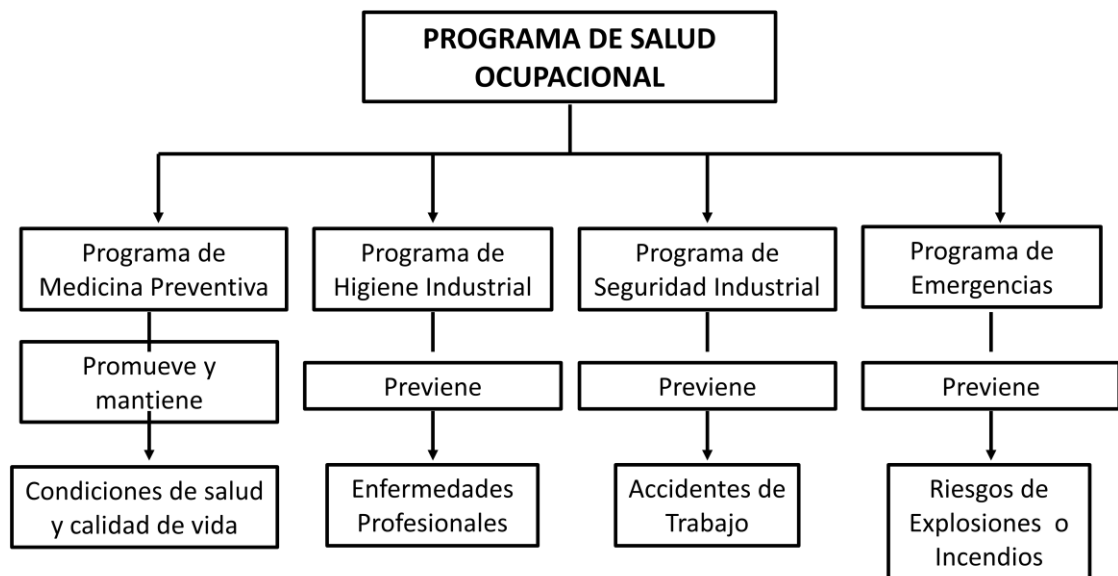 PROGRAMA DE SALUD
OCUPACIONAL
Programa de
Medicina Preventiva
Programa de
Higiene Industrial
Programa de
Seguridad Industrial
Programa de
Emergencias
Promueve y
mantiene
Previene
Previene
Previene
Condiciones de salud
y calidad de vida
Enfermedades
Profesionales
Accidentes de
Trabajo
Riesgos de
Explosiones o
Incendios